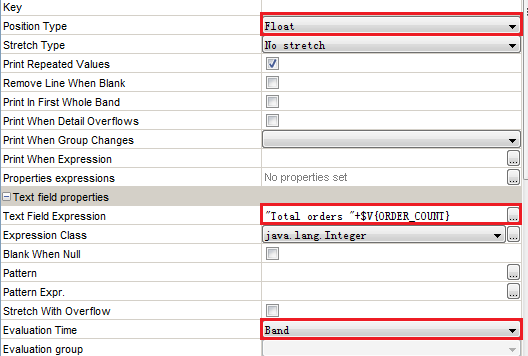 Key
Position Type Float
Stretch Type No stretch
Print Repeated Values
Remove Line When Blank
Print In First Whole Band
Print When Detail Overflows
Print When Group Changes
Print When Expression ...
Properties expressions No properties set ...
Text field properties
Text Field Expression "Total orders "+$V{ORDER_COUNT} ...
Expression Class java.lang.Integer ...
Blank When Null
Pattern ...
Pattern Expr. ...
Stretch With Overflow
Evaluation Time Band
Evaluation group